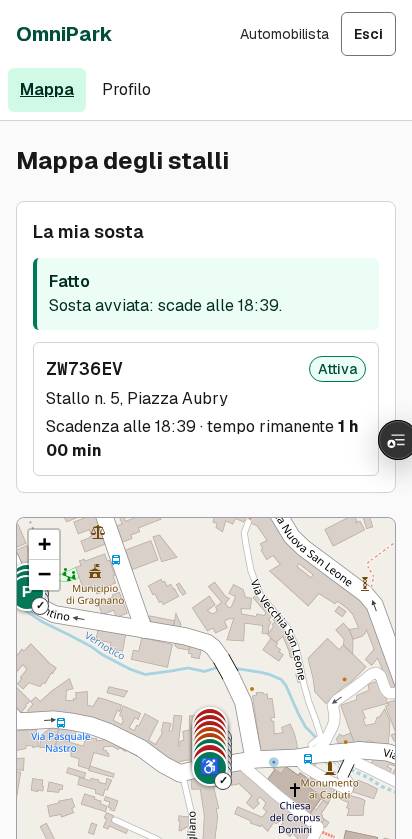 OmniPark
Automobilista
Esci
Mappa
Profilo
Mappa degli stalli
La mia sosta
Fatto
Sosta avviata: scade alle 18:39.
ZW736EV
Attiva
Stallo n. 5, Piazza Aubry
Scadenza alle 18:39 · tempo rimanente 1 h
00 min
+
−
Municipio
di Gragnano
Vernotico
Via Pasquale
Nastro
Via Vecchia San Leone
a Nuova San Leone
Monumento
ai Caduti
Chiesa
del Corpus
Domini
Via